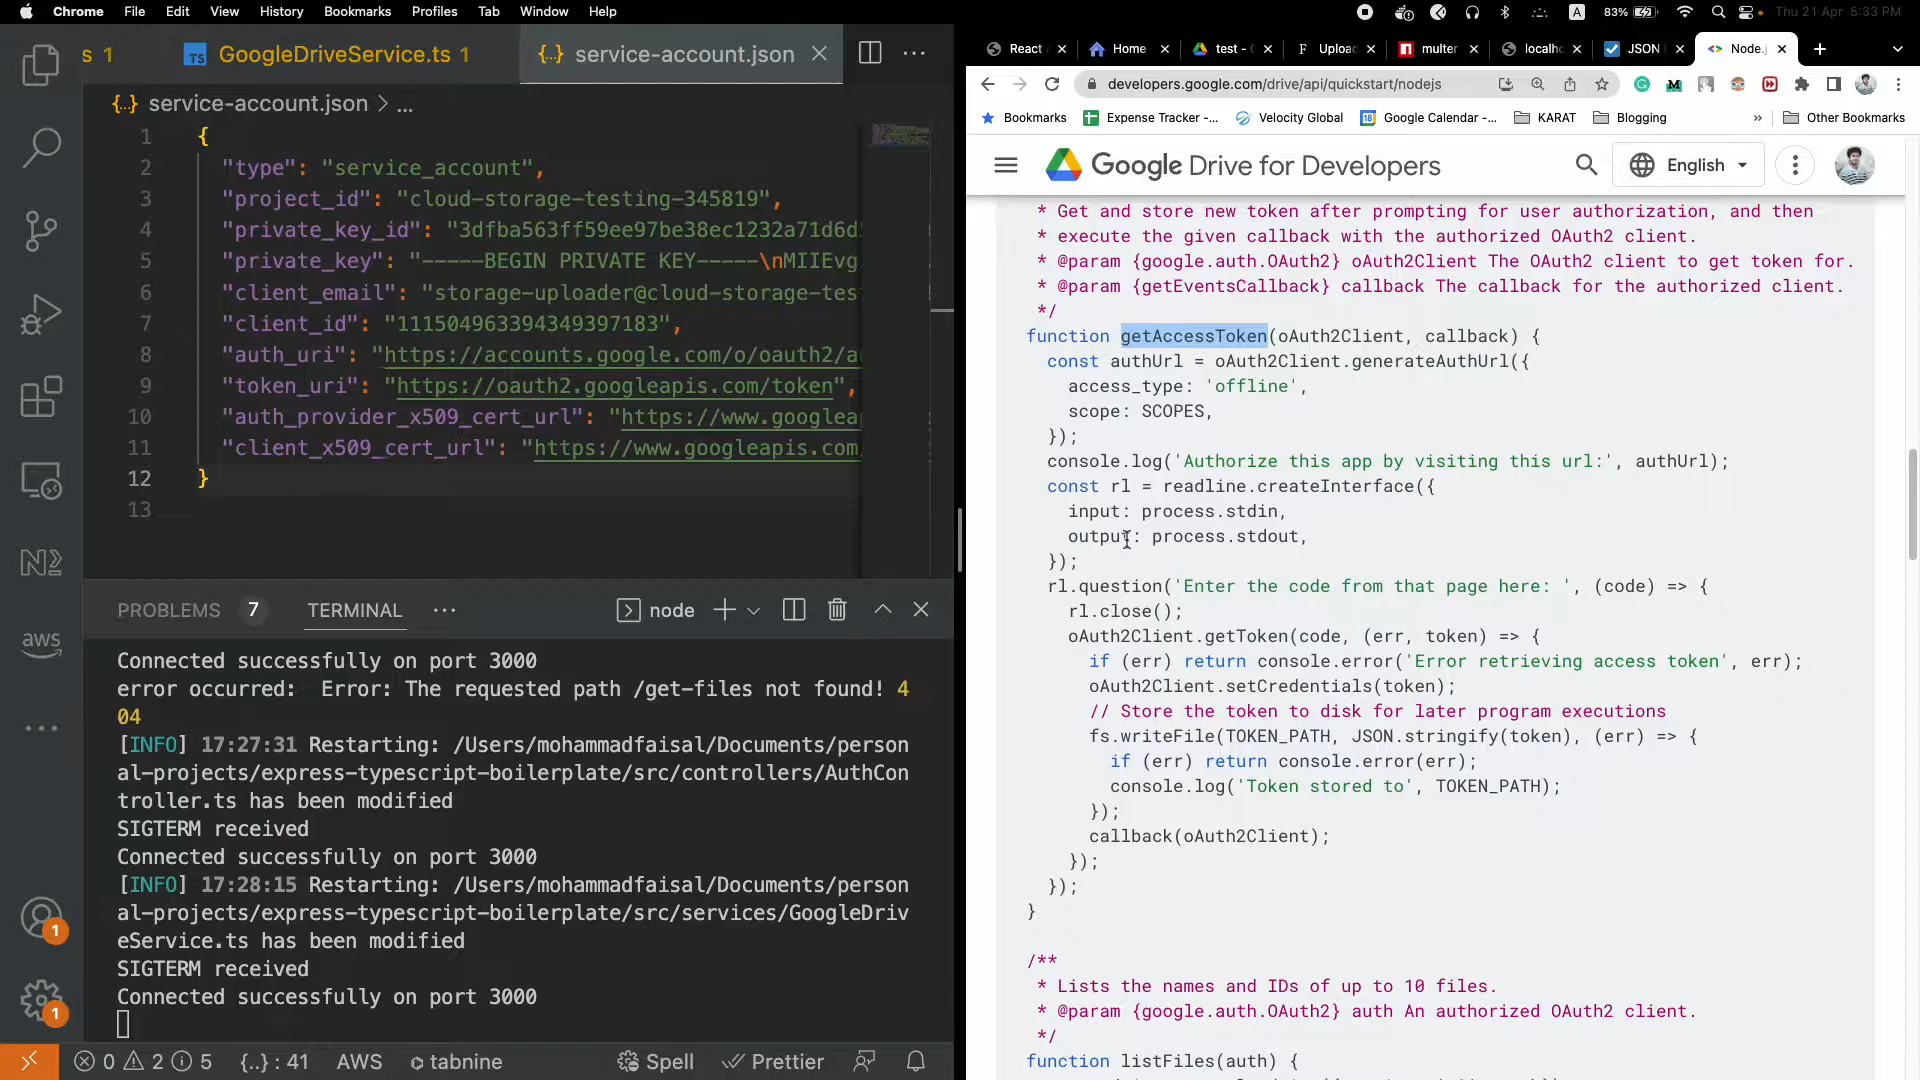 Chrome File Edit View History Bookmarks Profiles Tab Window Help
A 83% Thu 21 Apr 5:33 PM
s 1 TS GoogleDriveService.ts 1 {..} service-account.json
{..} service-account.json > ...
1 {
2 "type": "service_account",
3 "project_id": "cloud-storage-testing-345819",
4 "private_key_id": "3dfba563ff59ee97be38ec1232a71d6d
5 "private_key": "-----BEGIN PRIVATE KEY-----\nMIIEvg
6 "client_email": "storage-uploader@cloud-storage-tes
7 "client_id": "111504963394349397183",
8 "auth_uri": "https://accounts.google.com/o/oauth2/a
9 "token_uri": "https://oauth2.googleapis.com/token",
10 "auth_provider_x509_cert_url": "https://www.googlea
11 "client_x509_cert_url": "https://www.googleapis.com
12 }
13
PROBLEMS 7 TERMINAL ... node
Connected successfully on port 3000
error occurred: Error: The requested path /get-files not found! 4
04
[INFO] 17:27:31 Restarting: /Users/mohammadfaisal/Documents/person
al-projects/express-typescript-boilerplate/src/controllers/AuthCon
troller.ts has been modified
SIGTERM received
Connected successfully on port 3000
[INFO] 17:28:15 Restarting: /Users/mohammadfaisal/Documents/person
al-projects/express-typescript-boilerplate/src/services/GoogleDriv
eService.ts has been modified
SIGTERM received
Connected successfully on port 3000
aws
1
1
0 2 5 {..} : 41 AWS tabnine Spell Prettier
React Home test - Uploa multer localh JSON Node.j
developers.google.com/drive/api/quickstart/nodejs
Bookmarks Expense Tracker -... Velocity Global Google Calendar -... KARAT Blogging » Other Bookmarks
Google Drive for Developers English
* Get and store new token after prompting for user authorization, and then
* execute the given callback with the authorized OAuth2 client.
* @param {google.auth.OAuth2} oAuth2Client The OAuth2 client to get token for.
* @param {getEventsCallback} callback The callback for the authorized client.
*/
function getAccessToken(oAuth2Client, callback) {
const authUrl = oAuth2Client.generateAuthUrl({
access_type: 'offline',
scope: SCOPES,
});
console.log('Authorize this app by visiting this url:', authUrl);
const rl = readline.createInterface({
input: process.stdin,
output: process.stdout,
});
rl.question('Enter the code from that page here: ', (code) => {
rl.close();
oAuth2Client.getToken(code, (err, token) => {
if (err) return console.error('Error retrieving access token', err);
oAuth2Client.setCredentials(token);
// Store the token to disk for later program executions
fs.writeFile(TOKEN_PATH, JSON.stringify(token), (err) => {
if (err) return console.error(err);
console.log('Token stored to', TOKEN_PATH);
});
callback(oAuth2Client);
});
});
}
/**
* Lists the names and IDs of up to 10 files.
* @param {google.auth.OAuth2} auth An authorized OAuth2 client.
*/
function listFiles(auth) {